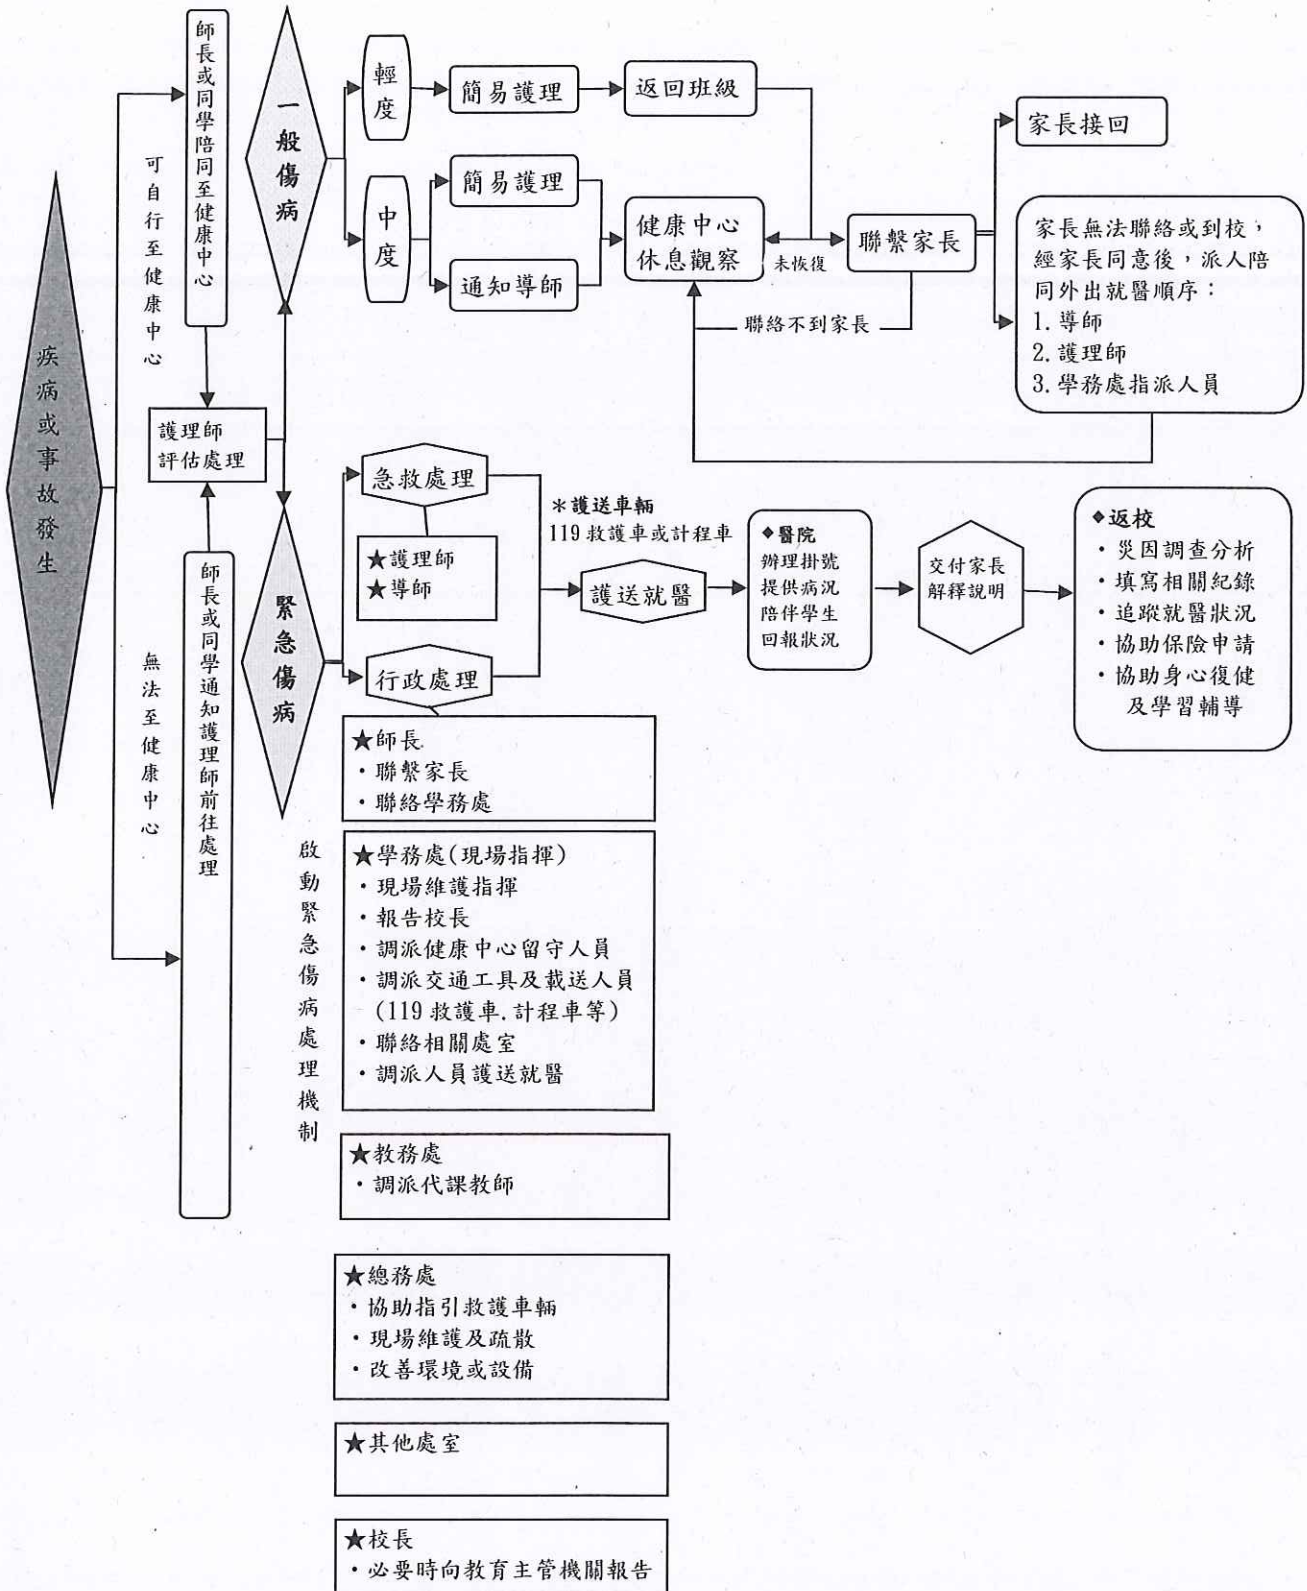 疾病或事故發生
可自行至健康中心
無法至健康中心
師長或同學陪同至健康中心
護理師
評估處理
師長或同學通知護理師前往處理
一般傷病
輕度
簡易護理
返回班級
中度
簡易護理
通知導師
健康中心
休息觀察
未恢復
聯繫家長
聯絡不到家長
家長接回
家長無法聯絡或到校，
經家長同意後，派人陪
同外出就醫順序：
1.導師
2.護理師
3.學務處指派人員
緊急傷病
急救處理
★護理師
★導師
行政處理
＊護送車輛
119救護車或計程車
護送就醫
◆醫院
辦理掛號
提供病況
陪伴學生
回報狀況
交付家長
解釋說明
◆返校
・災因調查分析
・填寫相關紀錄
・追蹤就醫狀況
・協助保險申請
・協助身心復健
及學習輔導
啟動緊急傷病處理機制
★師長
・聯繫家長
・聯絡學務處
★學務處(現場指揮)
・現場維護指揮
・報告校長
・調派健康中心留守人員
・調派交通工具及載送人員
(119救護車.計程車等)
・聯絡相關處室
・調派人員護送就醫
★教務處
・調派代課教師
★總務處
・協助指引救護車輛
・現場維護及疏散
・改善環境或設備
★其他處室
★校長
・必要時向教育主管機關報告